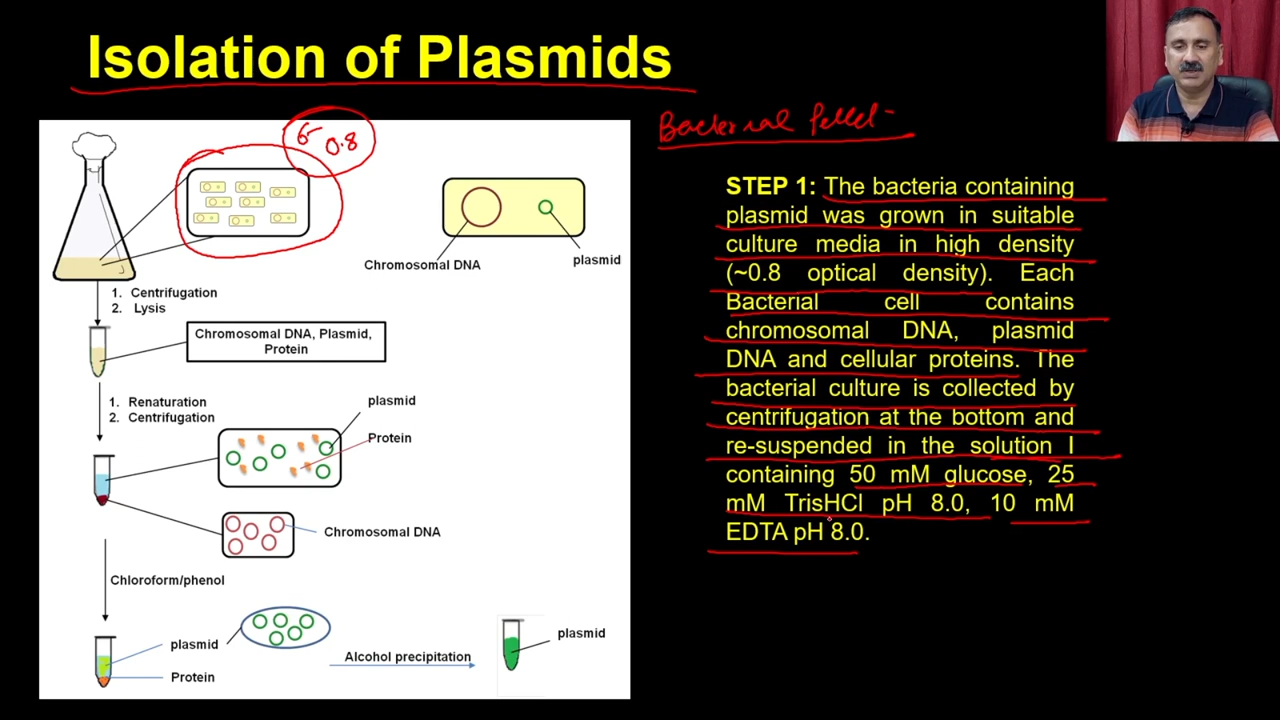 Isolation of Plasmids
Bacterial Pellet-
0.8
Chromosomal DNA
plasmid
1. Centrifugation
2. Lysis
Chromosomal DNA, Plasmid,
Protein
1. Renaturation
2. Centrifugation
plasmid
Protein
Chromosomal DNA
Chloroform/phenol
plasmid
Protein
Alcohol precipitation
plasmid
STEP 1: The bacteria containing
plasmid was grown in suitable
culture media in high density
(~0.8 optical density). Each
Bacterial cell contains
chromosomal DNA, plasmid
DNA and cellular proteins. The
bacterial culture is collected by
centrifugation at the bottom and
re-suspended in the solution I
containing 50 mM glucose, 25
mM TrisHCl pH 8.0, 10 mM
EDTA pH 8.0.